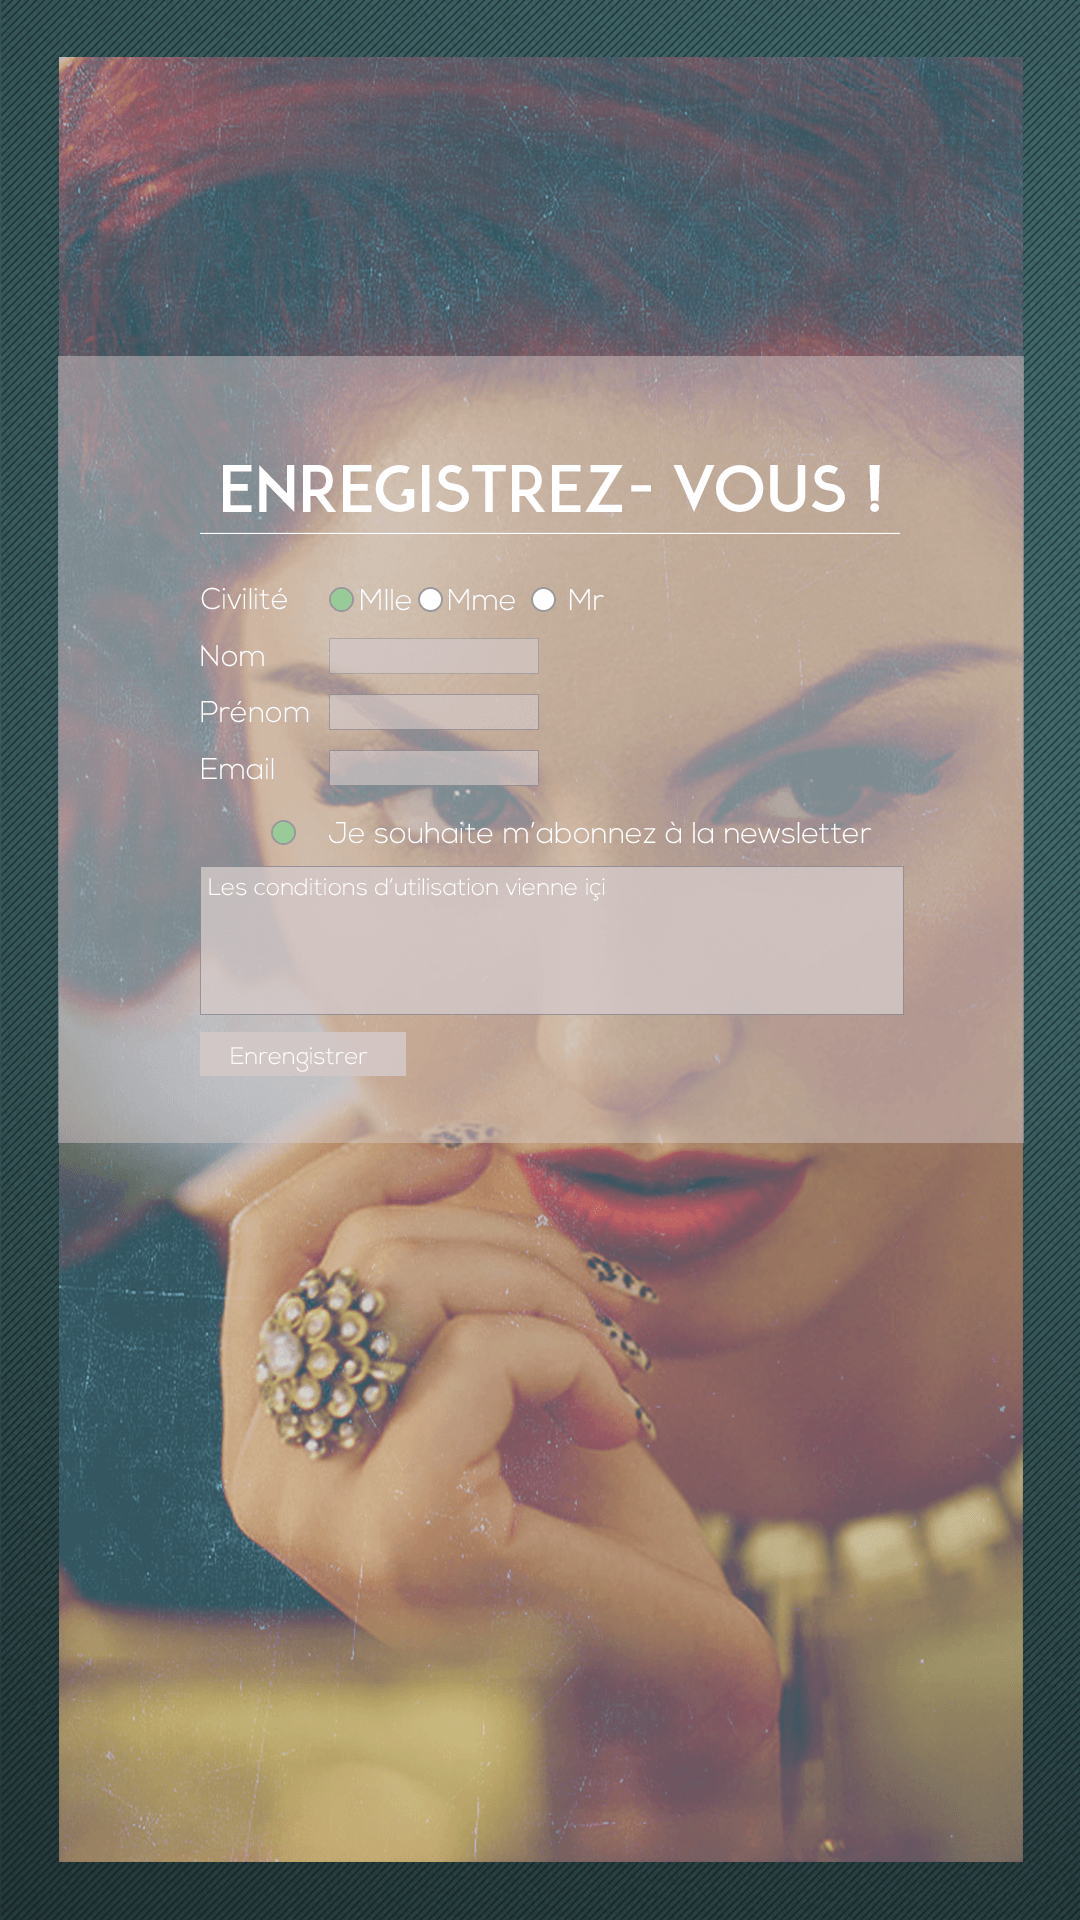 ENREGISTREZ- VOUS !
Civilité Mlle Mme Mr
Nom
Prénom
Email
Je souhaite m'abonnez à la newsletter
Les conditions d'utilisation vienne içi
Enrengistrer